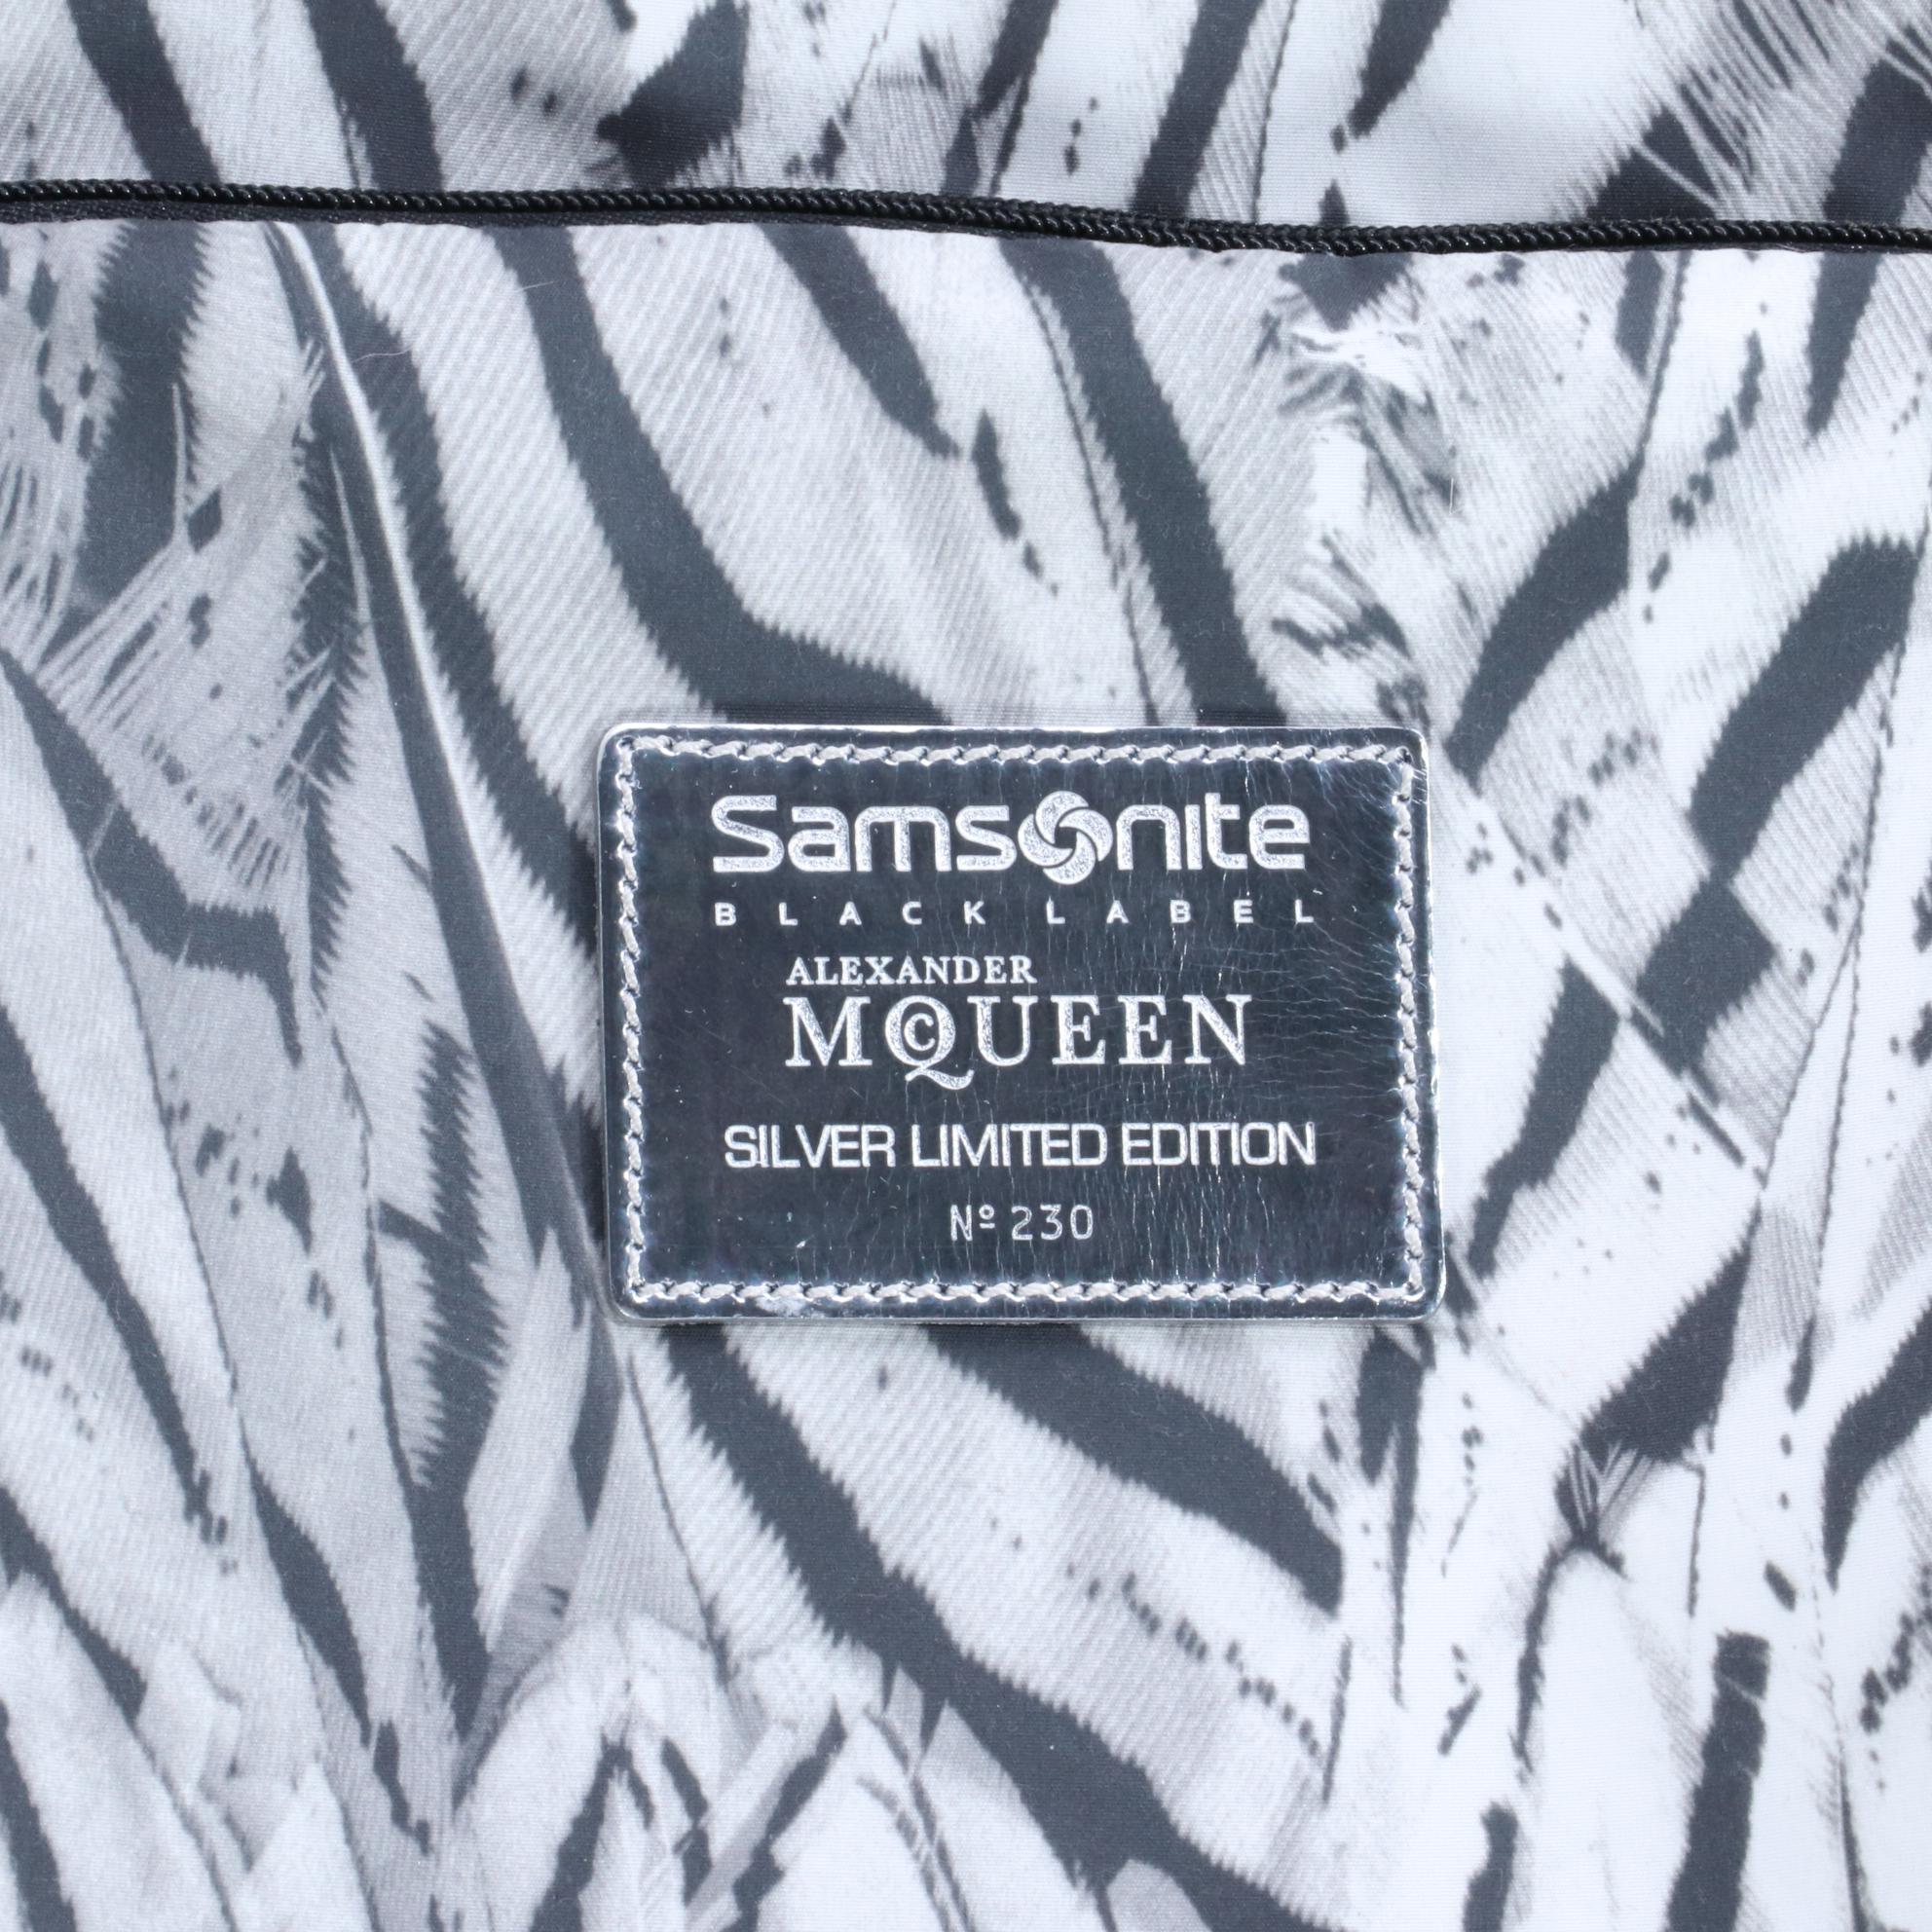 Samsonite
BLACK LABEL
ALEXANDER
MCQUEEN
SILVER LIMITED EDITION
Nº 230